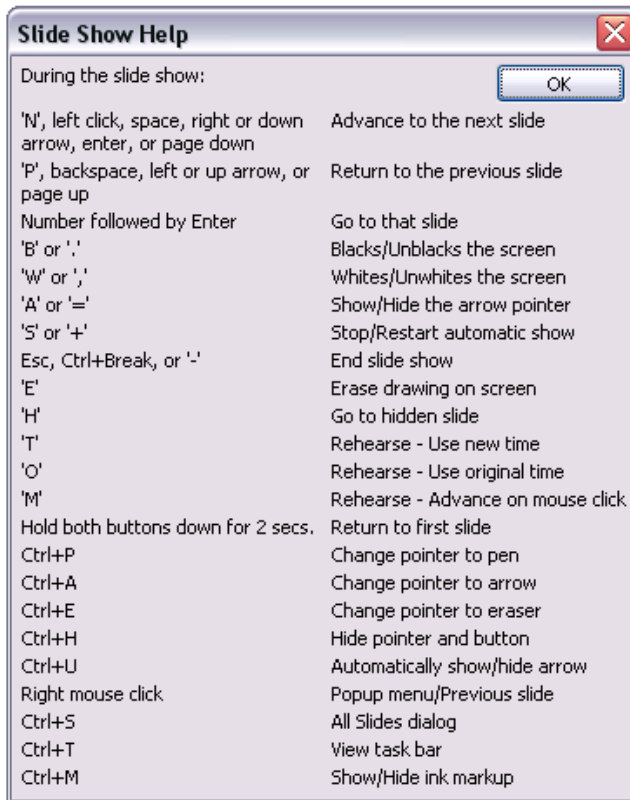 Slide Show Help
During the slide show:
OK
'N', left click, space, right or down Advance to the next slide
arrow, enter, or page down
'P', backspace, left or up arrow, or Return to the previous slide
page up
Number followed by Enter Go to that slide
'B' or '.' Blacks/Unblacks the screen
'W' or ',' Whites/Unwhites the screen
'A' or '=' Show/Hide the arrow pointer
'S' or '+' Stop/Restart automatic show
Esc, Ctrl+Break, or '-' End slide show
'E' Erase drawing on screen
'H' Go to hidden slide
'T' Rehearse - Use new time
'O' Rehearse - Use original time
'M' Rehearse - Advance on mouse click
Hold both buttons down for 2 secs. Return to first slide
Ctrl+P Change pointer to pen
Ctrl+A Change pointer to arrow
Ctrl+E Change pointer to eraser
Ctrl+H Hide pointer and button
Ctrl+U Automatically show/hide arrow
Right mouse click Popup menu/Previous slide
Ctrl+S All Slides dialog
Ctrl+T View task bar
Ctrl+M Show/Hide ink markup